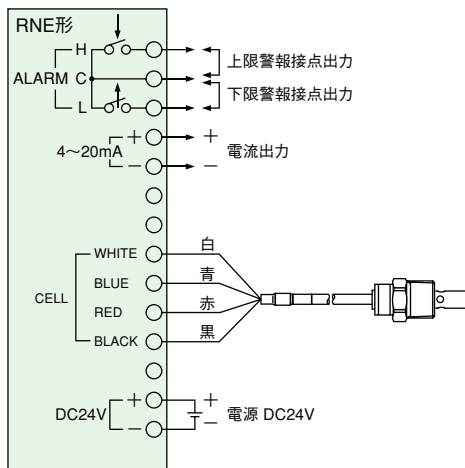 RNE形
H
ALARM C
L
上限警報接点出力
下限警報接点出力
4～20mA
+
−
+
−
電流出力
CELL
WHITE
BLUE
RED
BLACK
白
青
赤
黒
DC24V
+
−
+
−
電源 DC24V